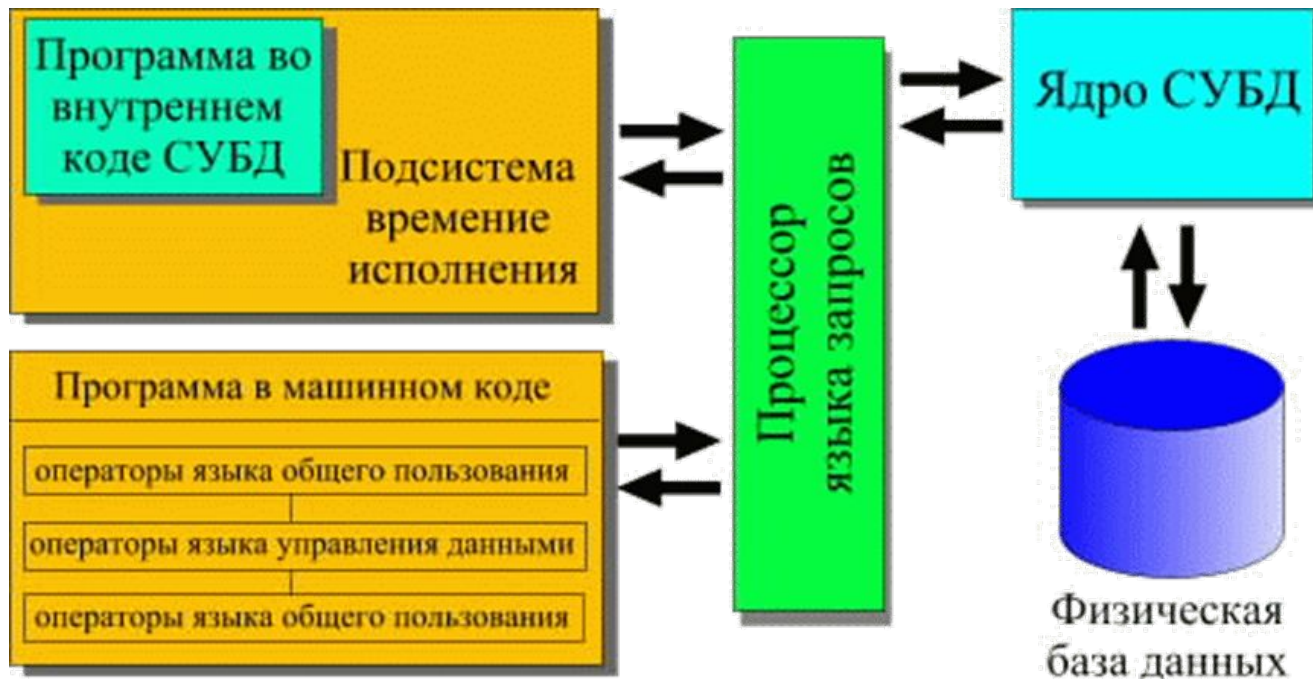 Программа во
внутреннем
коде СУБД
Подсистема
времение
исполнения
Программа в машинном коде
операторы языка общего пользования
операторы языка управления данными
операторы языка общего пользования
Процессор
языка запросов
Ядро СУБД
Физическая
база данных